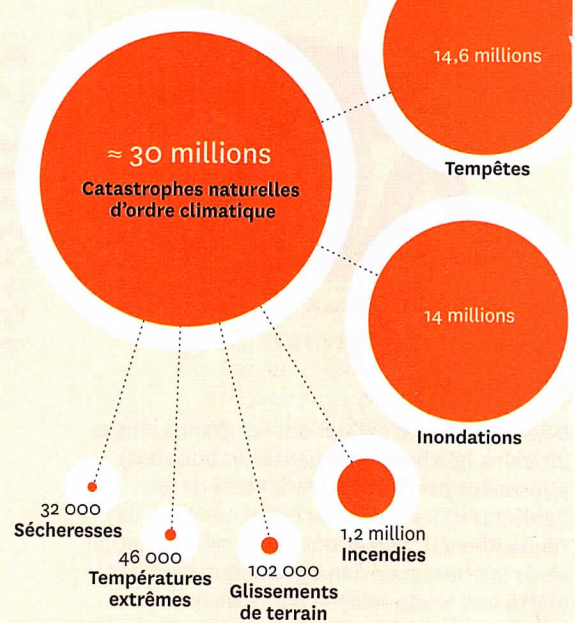 14,6 millions
Tempêtes
≈ 30 millions
Catastrophes naturelles
d'ordre climatique
14 millions
Inondations
32 000
Sécheresses
46 000
Températures
extrêmes
102 000
Glissements
de terrain
1,2 million
Incendies